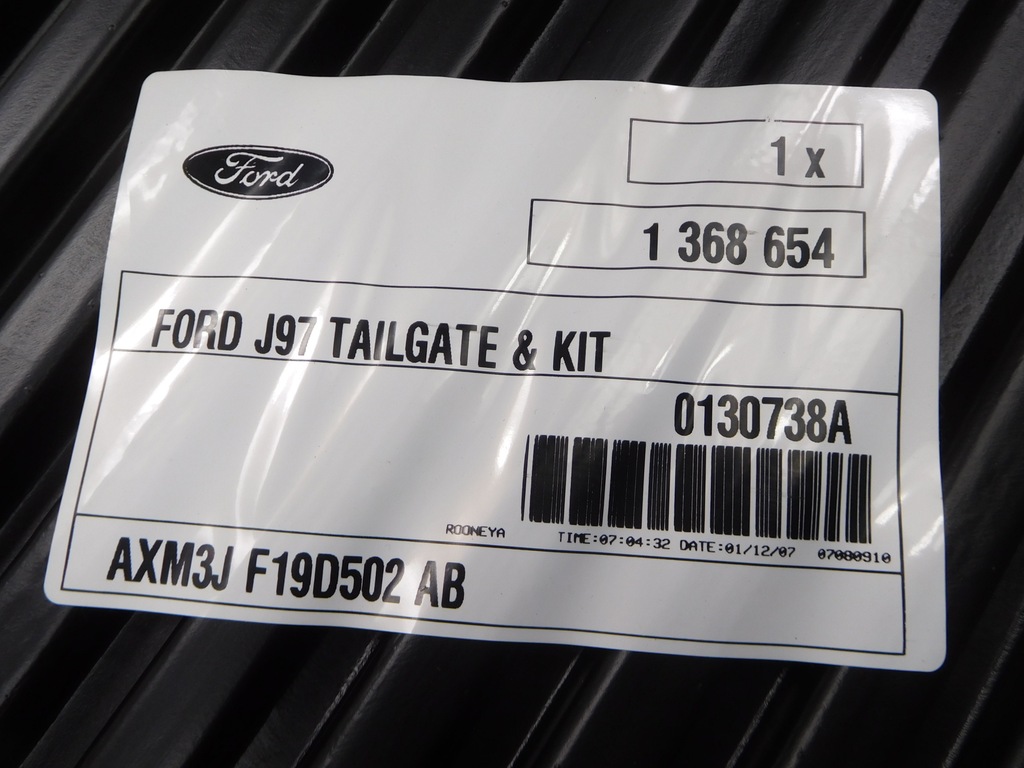 Ford
1 x
1 368 654
FORD J97 TAILGATE & KIT
0130738A
ROONEYA
TIME:07:04:32 DATE:01/12/07 07080910
AXM3J F19D502 AB